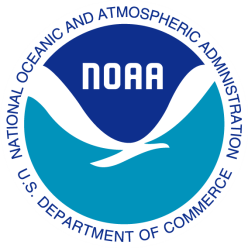 NATIONAL OCEANIC AND ATMOSPHERIC ADMINISTRATION
NOAA
U.S. DEPARTMENT OF COMMERCE